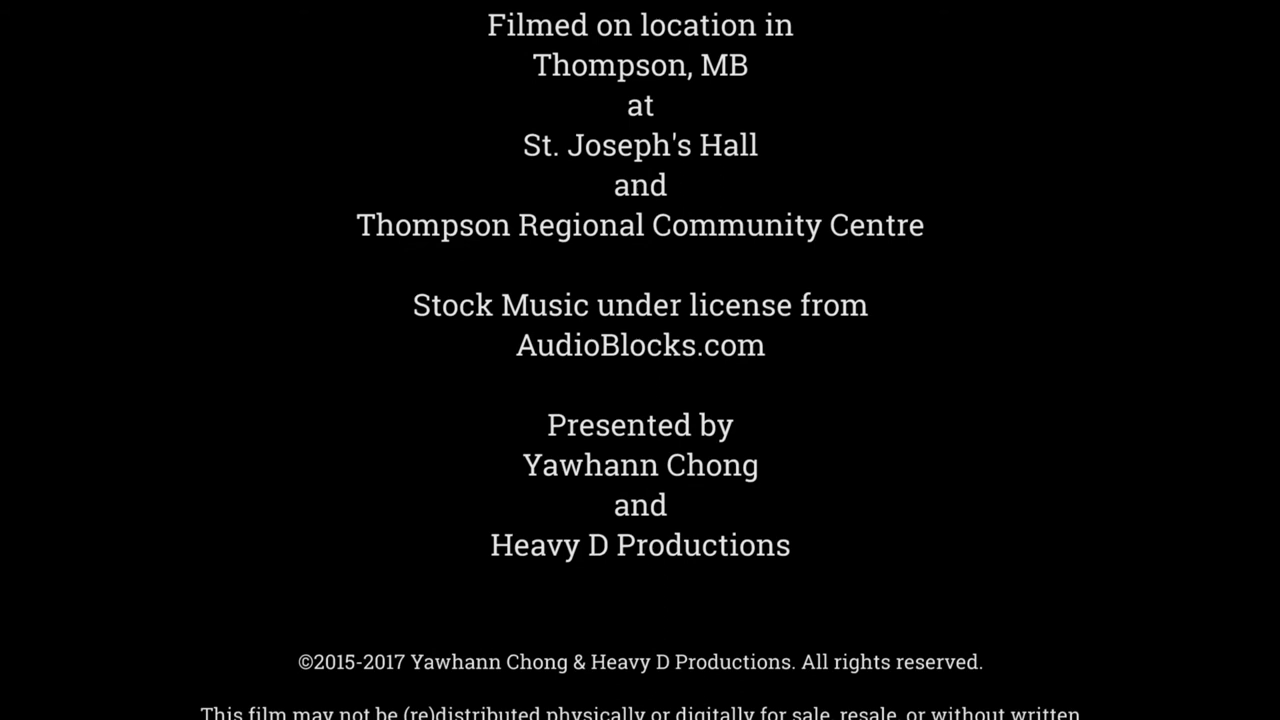 Filmed on location in
Thompson, MB
at
St. Joseph's Hall
and
Thompson Regional Community Centre
Stock Music under license from
AudioBlocks.com
Presented by
Yawhann Chong
and
Heavy D Productions
©2015-2017 Yawhann Chong & Heavy D Productions. All rights reserved.
This film may not be (re)distributed physically or digitally for sale, resale, or without written